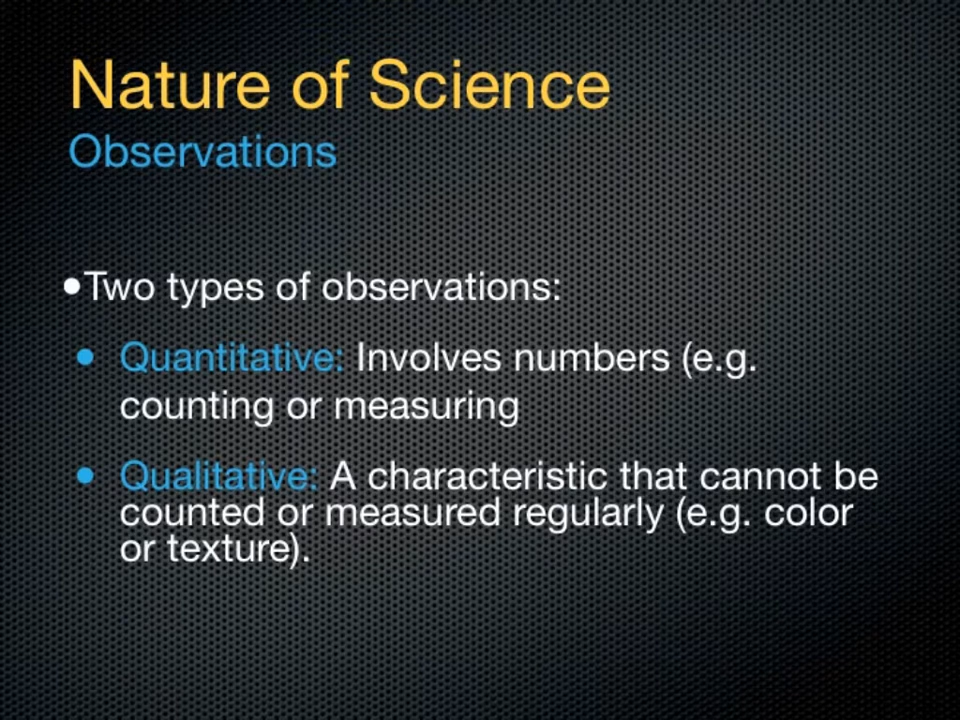 Nature of Science
Observations
•Two types of observations:
• Quantitative: Involves numbers (e.g.
counting or measuring
• Qualitative: A characteristic that cannot be
counted or measured regularly (e.g. color
or texture).